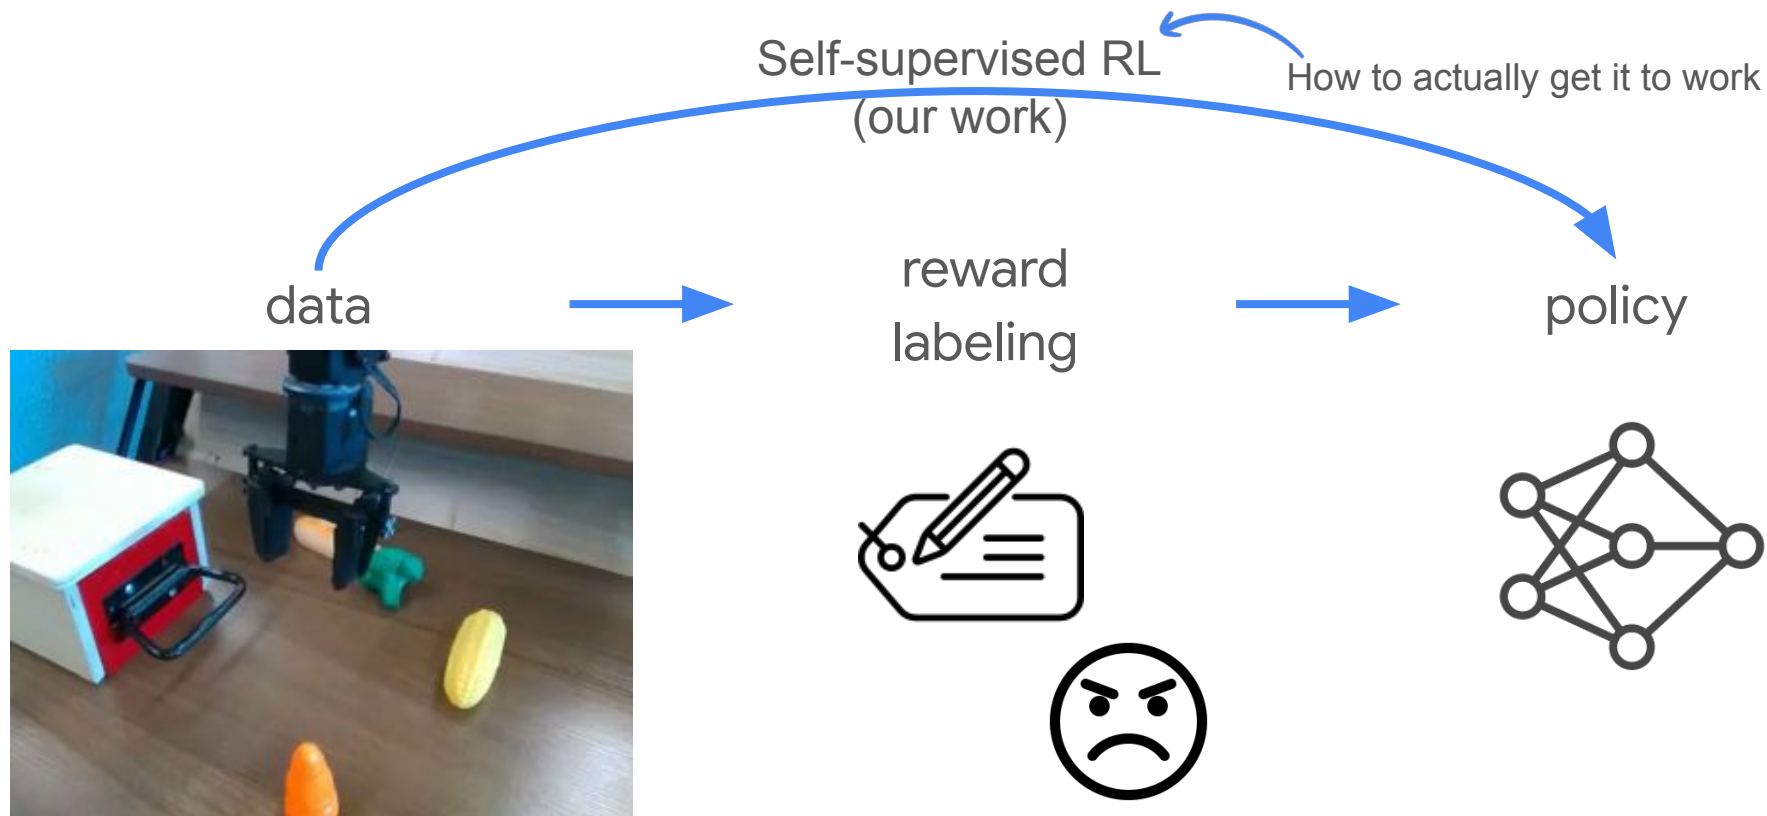 Self-supervised RL
(our work)
How to actually get it to work
data
reward
labeling
policy